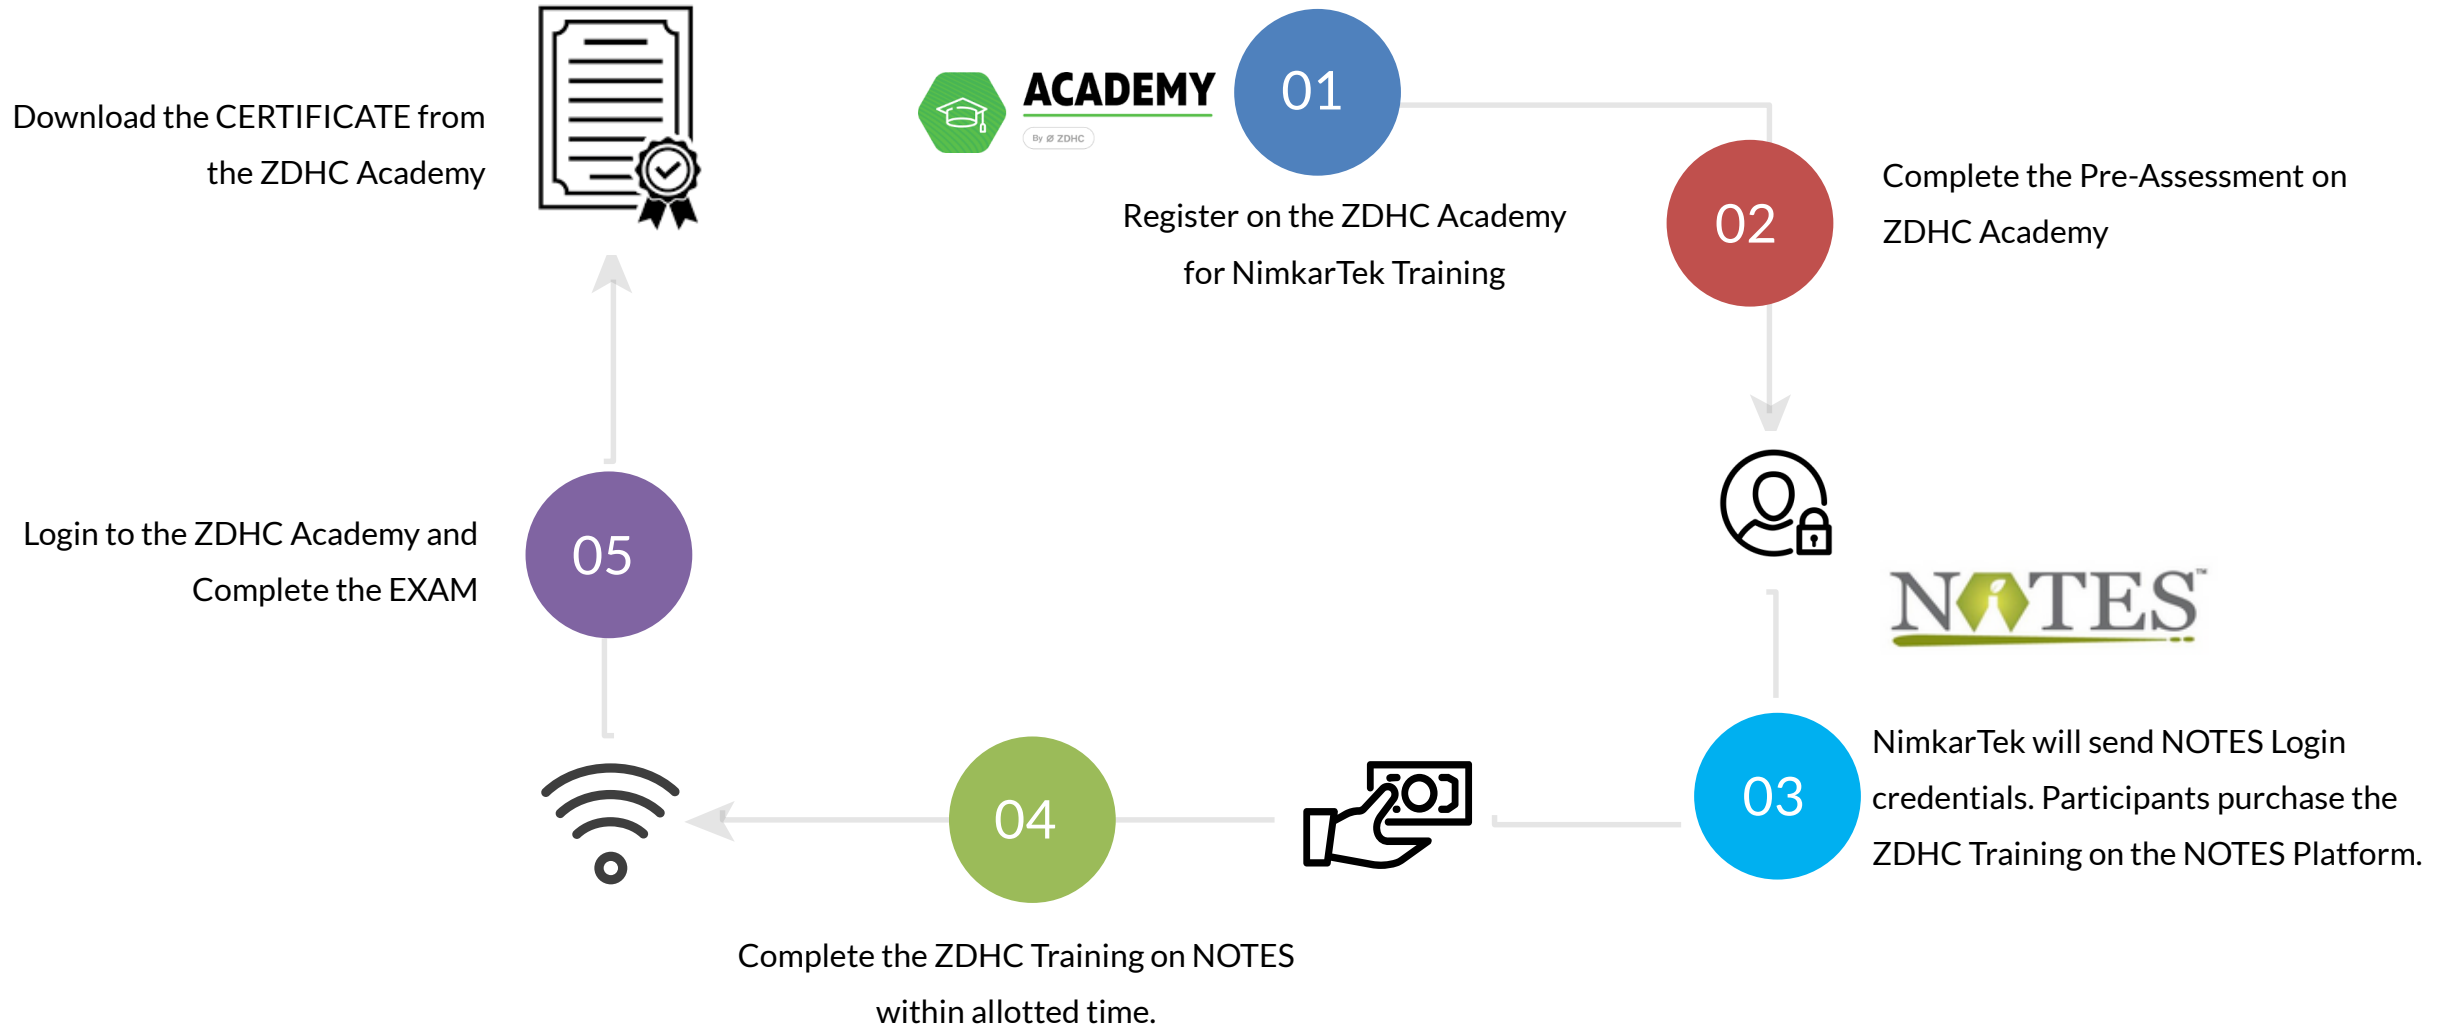 ACADEMY
By Ø ZDHC
01
Register on the ZDHC Academy
for NimkarTek Training
02
Complete the Pre-Assessment on
ZDHC Academy
NOTES™
03
NimkarTek will send NOTES Login
credentials. Participants purchase the
ZDHC Training on the NOTES Platform.
04
Complete the ZDHC Training on NOTES
within allotted time.
05
Login to the ZDHC Academy and
Complete the EXAM
Download the CERTIFICATE from
the ZDHC Academy